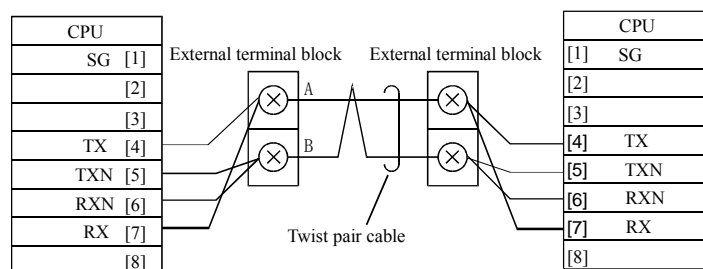 CPU
SG [1]
[2]
[3]
TX [4]
TXN [5]
RXN [6]
RX [7]
[8]
External terminal block
A
B
External terminal block
Twist pair cable
CPU
[1] SG
[2]
[3]
[4] TX
[5] TXN
[6] RXN
[7] RX
[8]